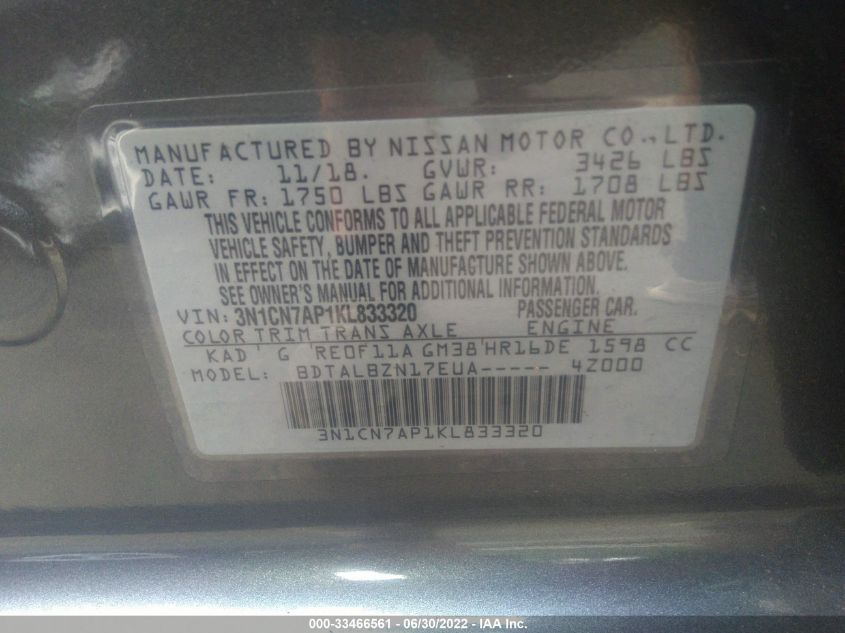 MANUFACTURED BY NISSAN MOTOR CO., LTD.
DATE: 11/18. GVWR: 3426 LBS
GAWR FR: 1750 LBS GAWR RR: 1708 LBS
THIS VEHICLE CONFORMS TO ALL APPLICABLE FEDERAL MOTOR
VEHICLE SAFETY, BUMPER AND THEFT PREVENTION STANDARDS
IN EFFECT ON THE DATE OF MANUFACTURE SHOWN ABOVE.
SEE OWNER'S MANUAL FOR ADDITIONAL INFORMATION.
VIN: 3N1CN7AP1KL833320 PASSENGER CAR.
COLOR TRIM TRANS AXLE ENGINE
KAD G RE0F11A GM38 HR16DE 1598 CC
MODEL: BDTALBZN17EUA----- 4Z000
3N1CN7AP1KL833320
000-33466561 - 06/30/2022 - IAA Inc.